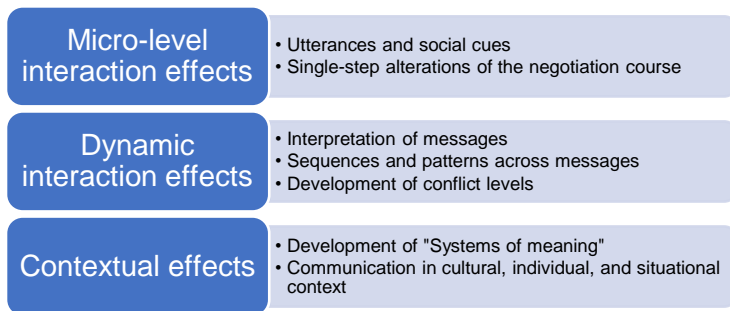 Micro-level
interaction effects
• Utterances and social cues
• Single-step alterations of the negotiation course
Dynamic
interaction effects
• Interpretation of messages
• Sequences and patterns across messages
• Development of conflict levels
Contextual effects
• Development of "Systems of meaning"
• Communication in cultural, individual, and situational
context